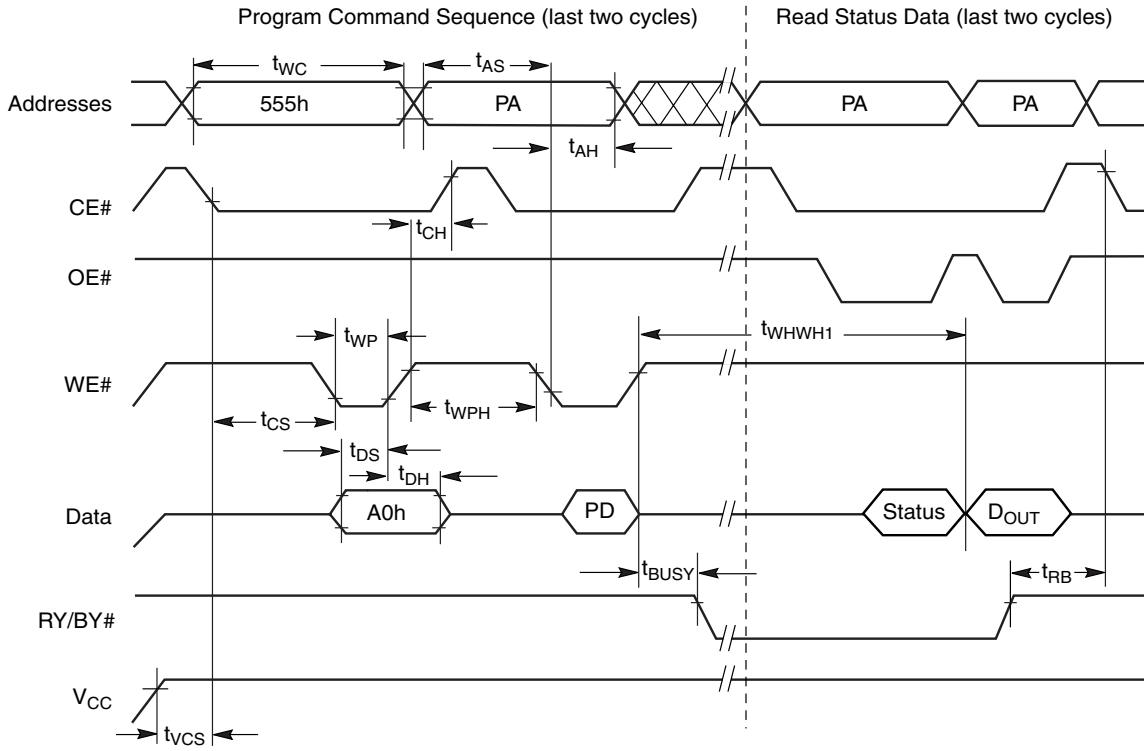 Program Command Sequence (last two cycles)
Read Status Data (last two cycles)
tWC
tAS
Addresses
555h
PA
PA
PA
tAH
CE#
tCH
OE#
tWP
tWHWH1
WE#
tCS
tWPH
tDS
tDH
Data
A0h
PD
Status
DOUT
tBUSY
tRB
RY/BY#
VCC
tVCS